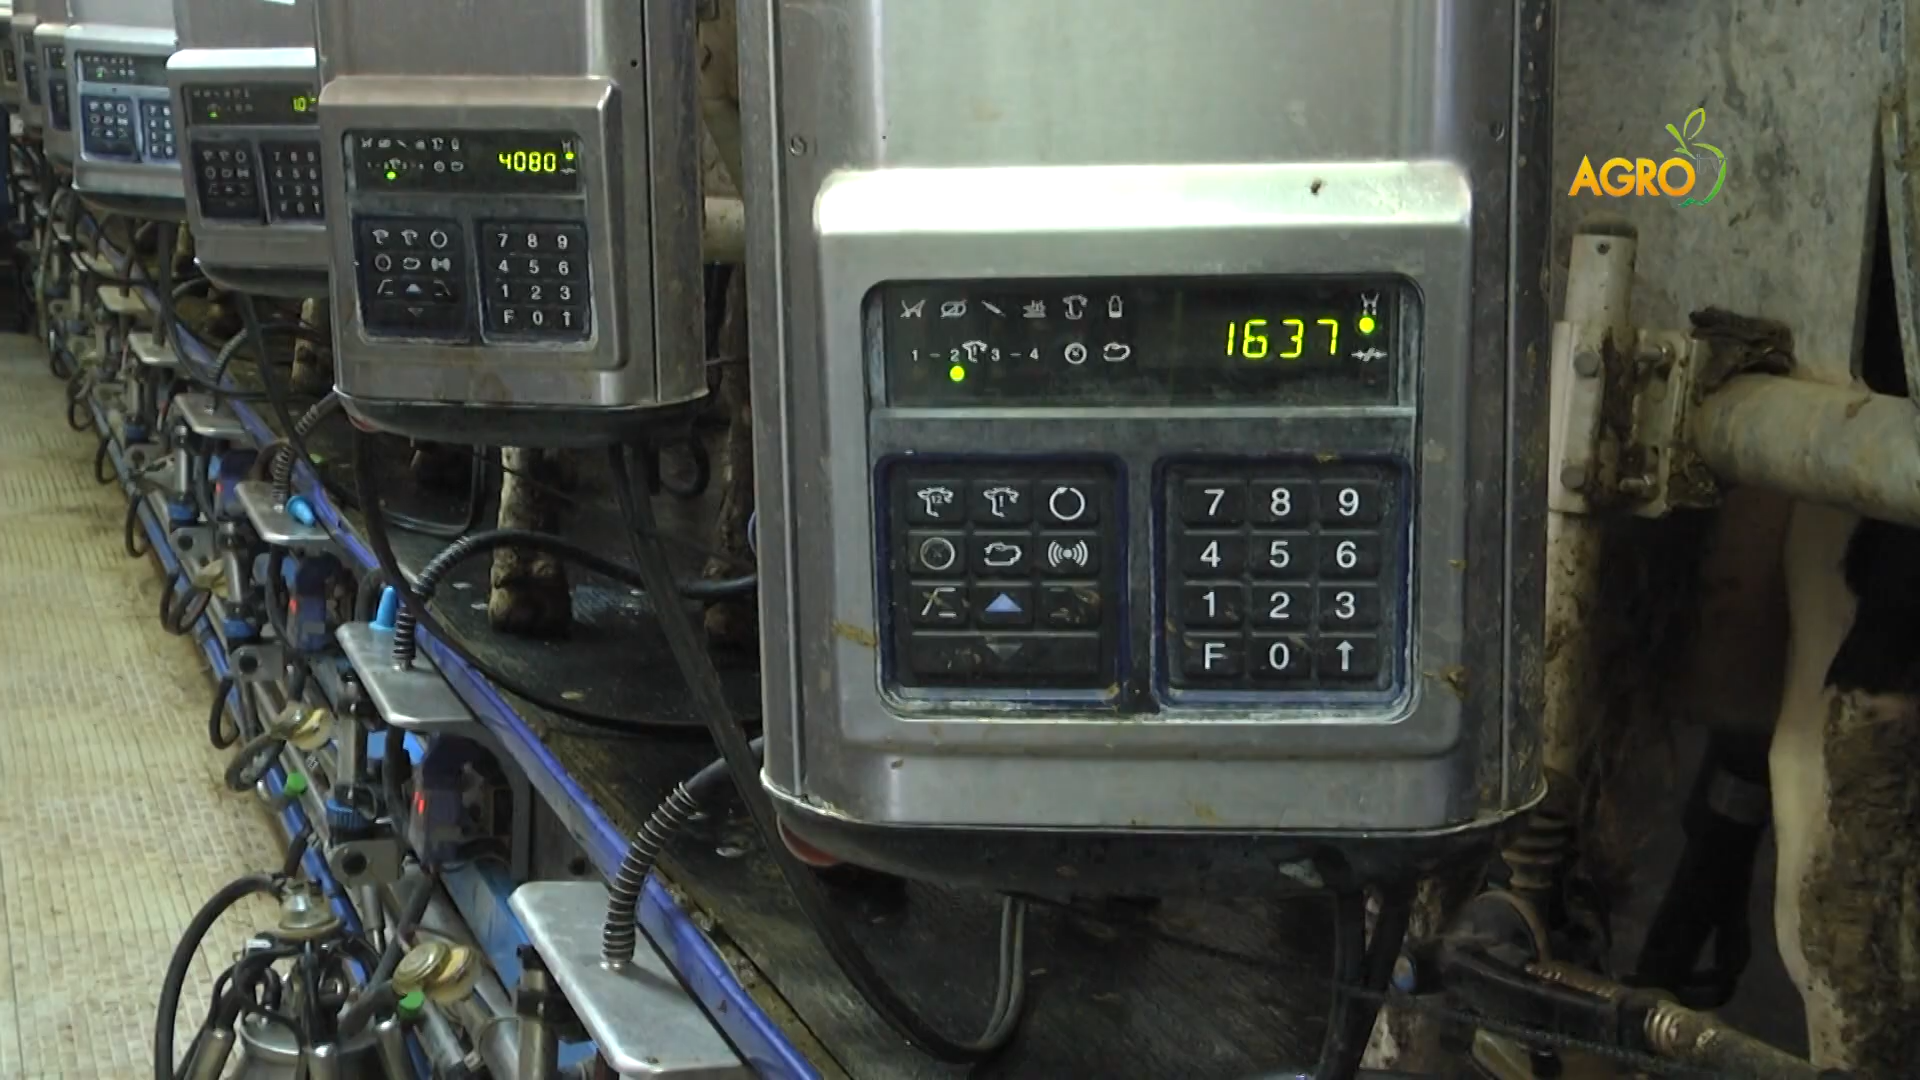 AGRO
TV
4080
7 8 9
4 5 6
1 2 3
F 0 ↑
1637
1 - 2 3 - 4
7 8 9
4 5 6
1 2 3
F 0 ↑